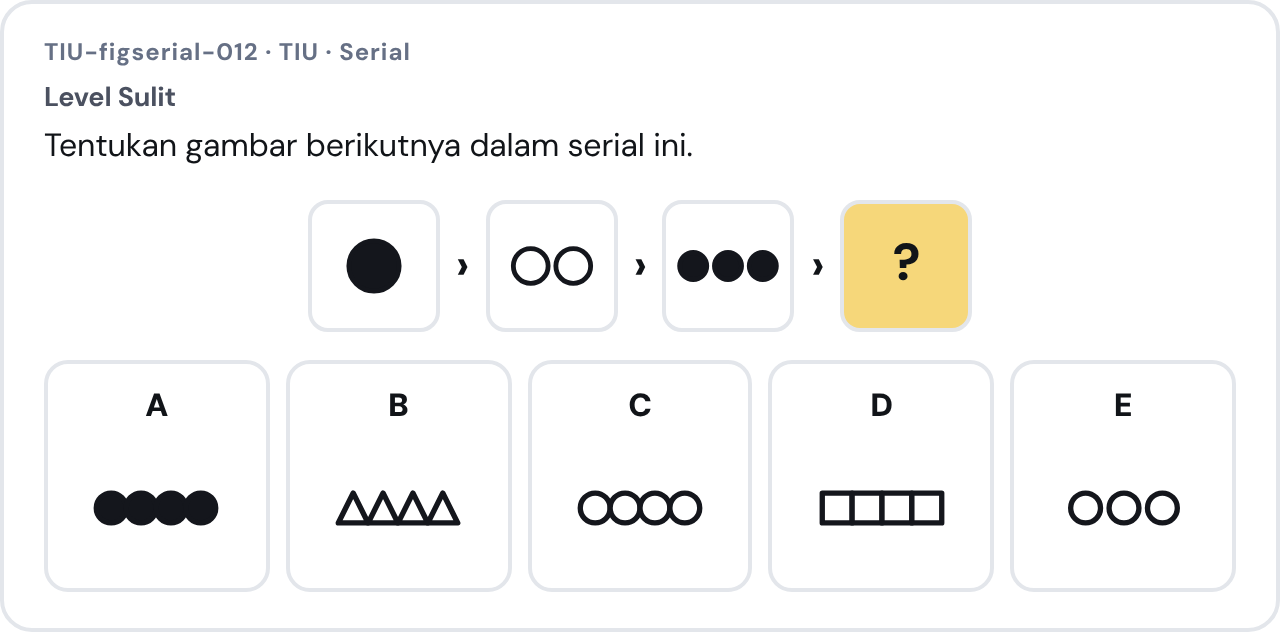 TIU-figserial-012 · TIU · Serial
Level Sulit
Tentukan gambar berikutnya dalam serial ini.
› › › ?
A B C D E